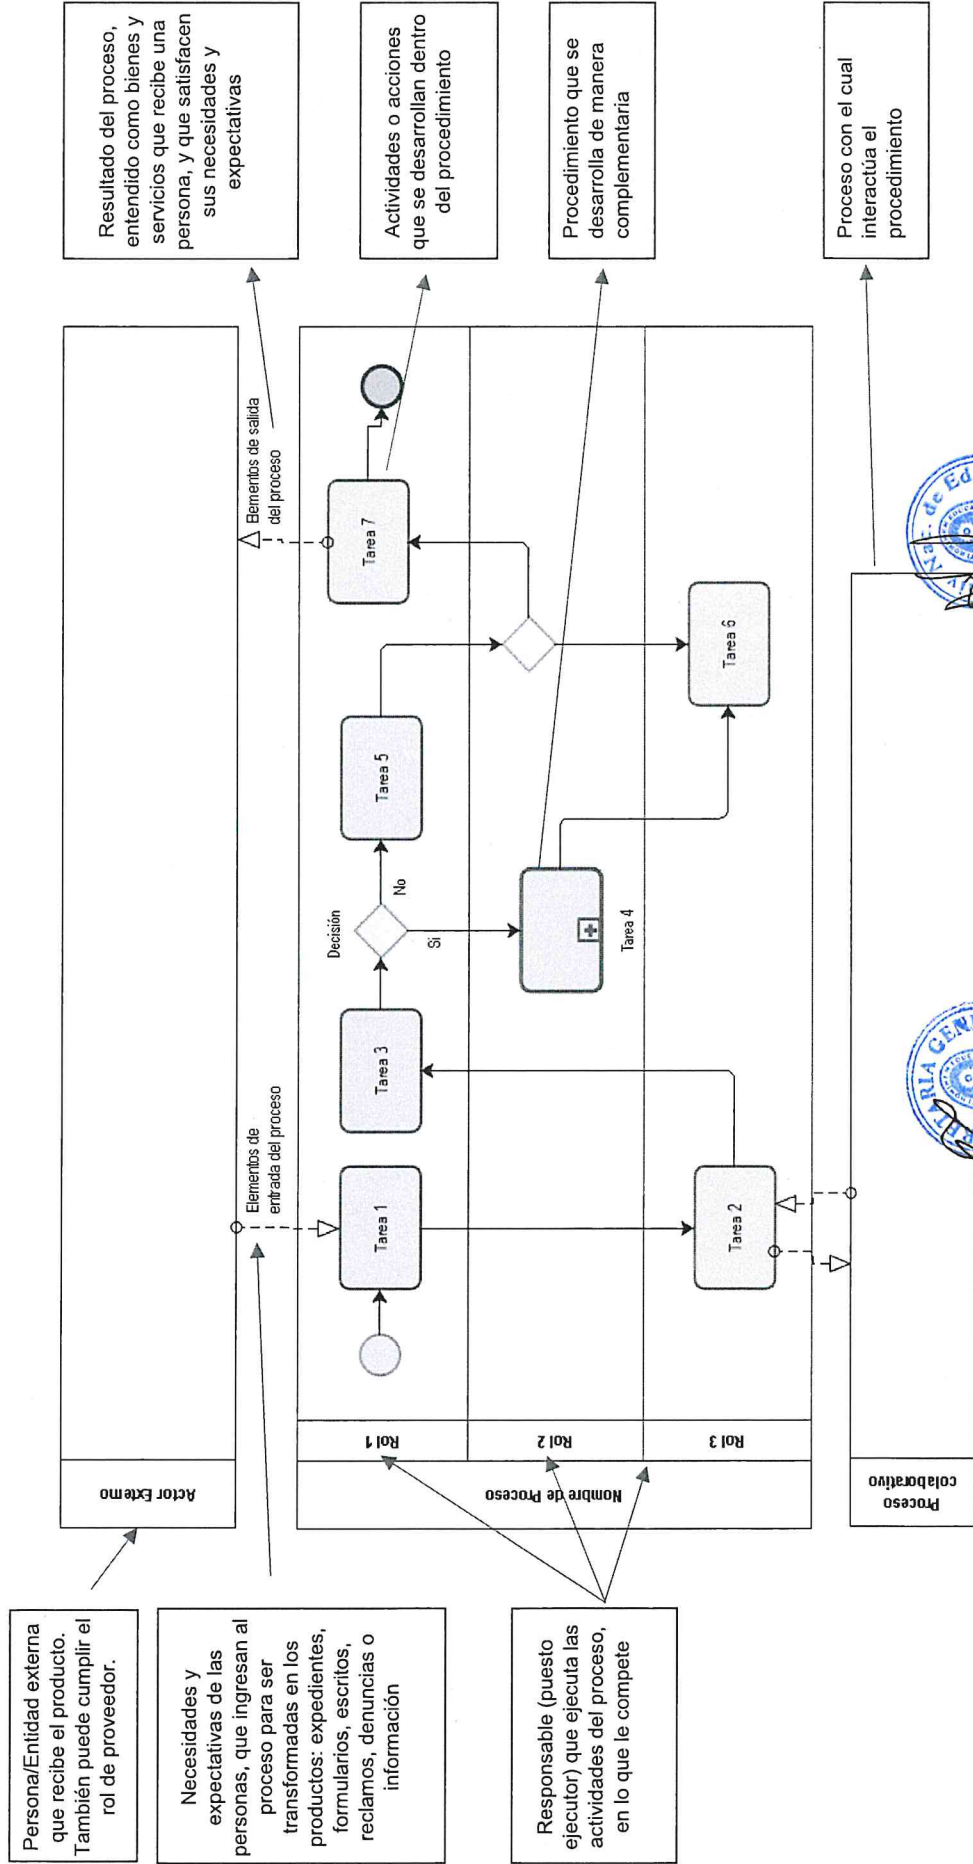 Persona/Entidad externa
que recibe el producto.
También puede cumplir el
rol de proveedor.
Necesidades y
expectativas de las
personas, que ingresan al
proceso para ser
transformadas en los
productos: expedientes,
formularios, escritos,
reclamos, denuncias o
información
Responsable (puesto
ejecutor) que ejecuta las
actividades del proceso,
en lo que le compete
Actor Externo
Nombre de Proceso
Rol 1
Rol 2
Rol 3
Proceso
colaborativo
Elementos de
entrada del proceso
Tarea 1
Tarea 2
Tarea 3
Decisión
Si
No
Tarea 4
Tarea 5
Tarea 6
Tarea 7
Elementos de salida
del proceso
Resultado del proceso,
entendido como bienes y
servicios que recibe una
persona, y que satisfacen
sus necesidades y
expectativas
Actividades o acciones
que se desarrollan dentro
del procedimiento
Procedimiento que se
desarrolla de manera
complementaria
Proceso con el cual
interactúa el
procedimiento